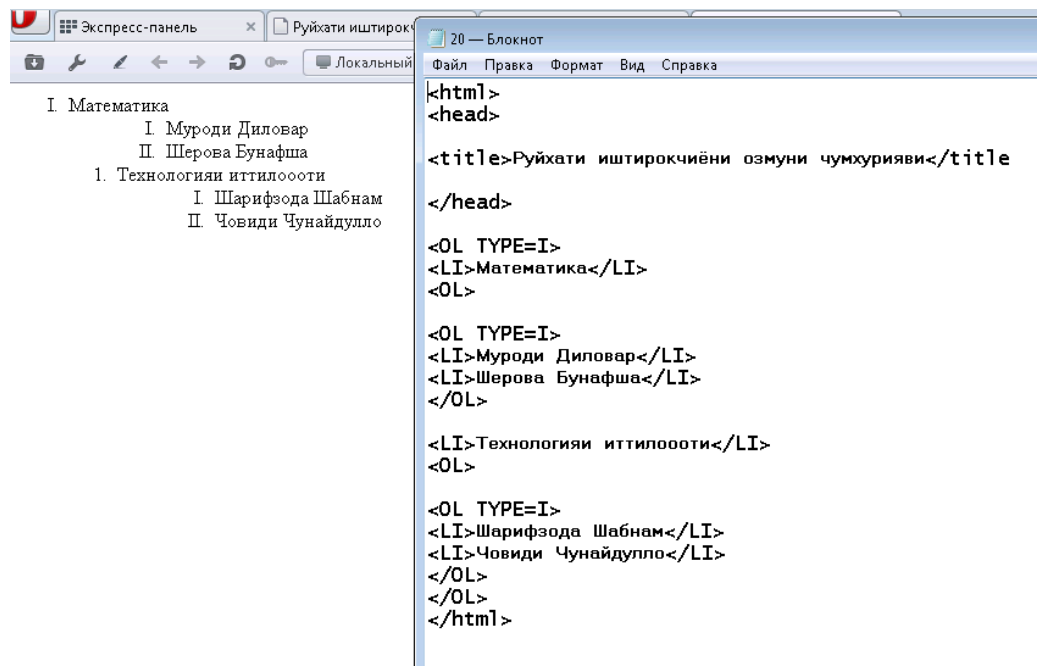 Экспресс-панель
Руйхати иштирокч
Локальный
I. Математика
I. Муроди Диловар
II. Шерова Бунафша
1. Технологияи иттилоооти
I. Шарифзода Шабнам
II. Човиди Чунайдулло
20 — Блокнот
Файл Правка Формат Вид Справка
<html>
<head>
<title>Руйхати иштирокчиёни озмуни чумхурияви</title
</head>
<OL TYPE=I>
<LI>Математика</LI>
<OL>
<OL TYPE=I>
<LI>Муроди Диловар</LI>
<LI>Шерова Бунафша</LI>
</OL>
<LI>Технологияи иттилоооти</LI>
<OL>
<OL TYPE=I>
<LI>Шарифзода Шабнам</LI>
<LI>Човиди Чунайдулло</LI>
</OL>
</OL>
</html>